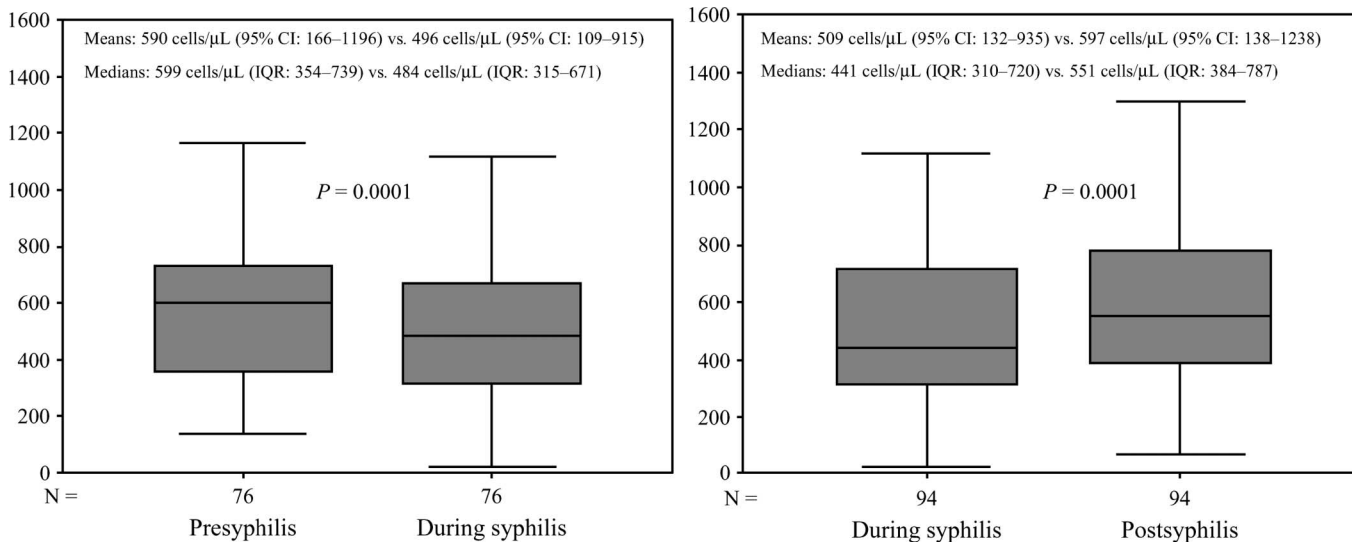 Means: 590 cells/µL (95% CI: 166–1196) vs. 496 cells/µL (95% CI: 109–915)
Medians: 599 cells/µL (IQR: 354–739) vs. 484 cells/µL (IQR: 315–671)
P = 0.0001
1600
1400
1200
1000
800
600
400
200
0
N =
76
76
Presyphilis
During syphilis
Means: 509 cells/µL (95% CI: 132–935) vs. 597 cells/µL (95% CI: 138–1238)
Medians: 441 cells/µL (IQR: 310–720) vs. 551 cells/µL (IQR: 384–787)
P = 0.0001
1600
1400
1200
1000
800
600
400
200
0
N =
94
94
During syphilis
Postsyphilis